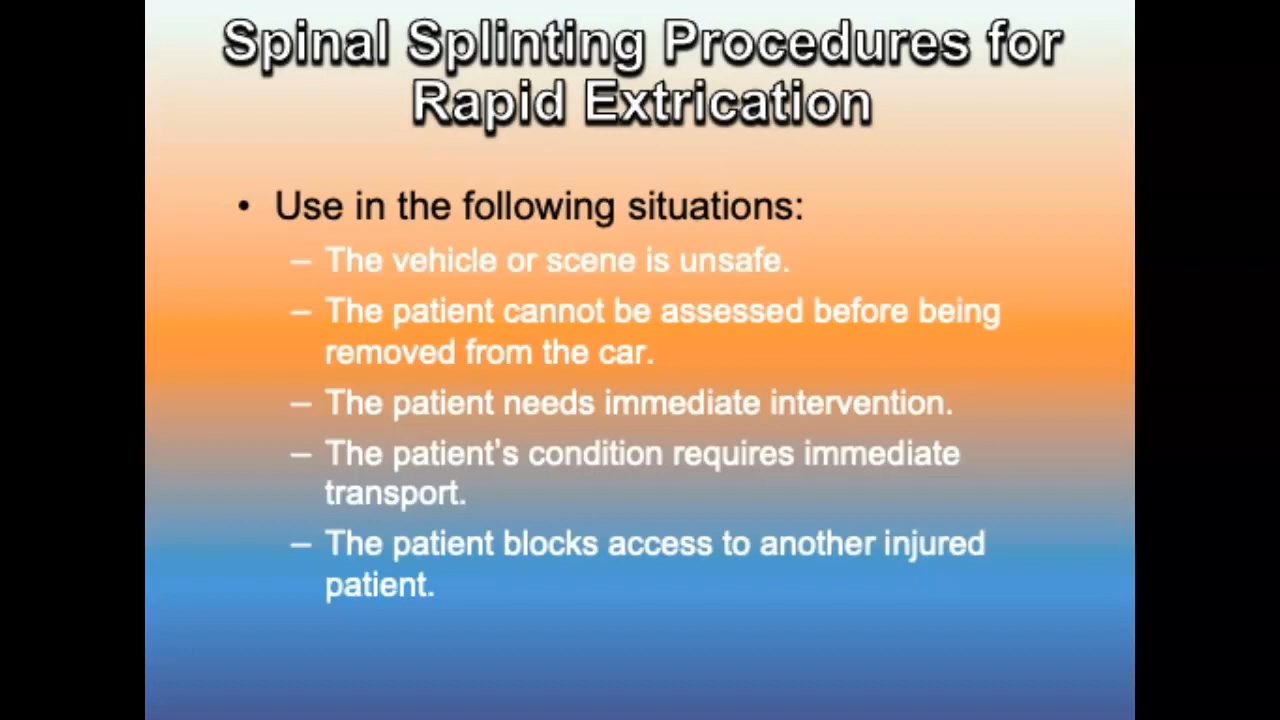 Spinal Splinting Procedures for
Rapid Extrication
• Use in the following situations:
– The vehicle or scene is unsafe.
– The patient cannot be assessed before being
removed from the car.
– The patient needs immediate intervention.
– The patient’s condition requires immediate
transport.
– The patient blocks access to another injured
patient.